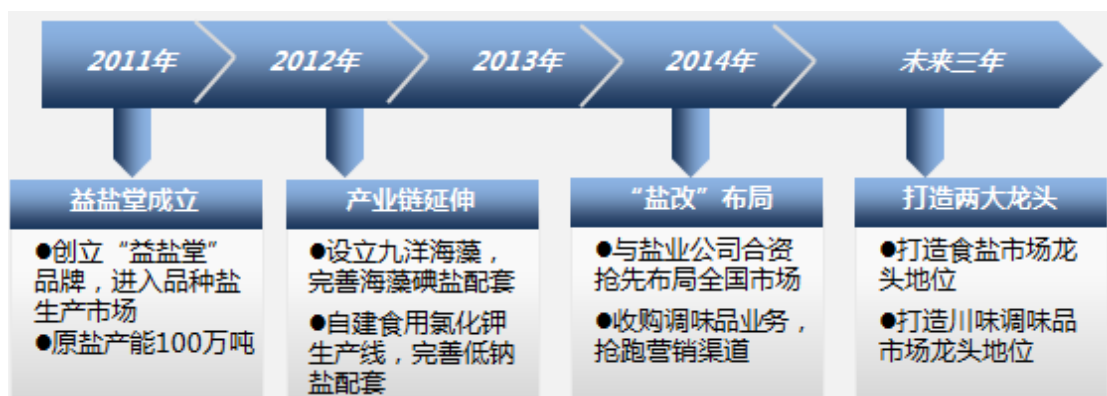 2011年
2012年
2013年
2014年
未来三年
益盐堂成立
●创立“益盐堂”
品牌，进入品种盐
生产市场
●原盐产能100万吨
产业链延伸
●设立九洋海藻，
完善海藻碘盐配套
●自建食用氯化钾
生产线，完善低钠
盐配套
“盐改”布局
●与盐业公司合资
抢先布局全国市场
●收购调味品业务，
抢跑营销渠道
打造两大龙头
●打造食盐市场龙
头地位
●打造川味调味品
市场龙头地位